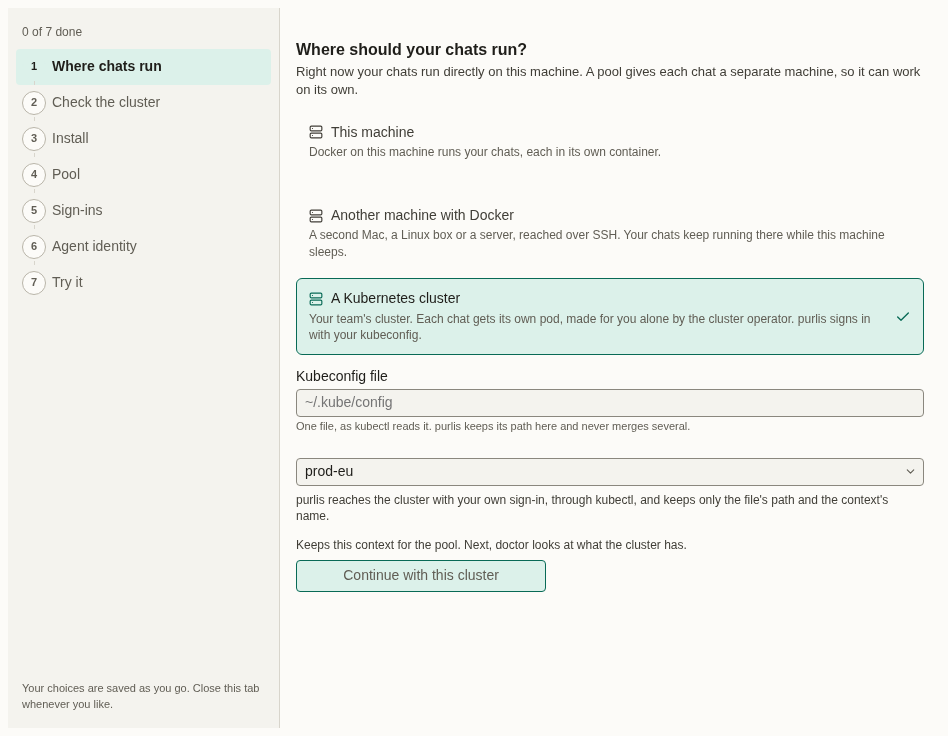 0 of 7 done
1 Where chats run
2 Check the cluster
3 Install
4 Pool
5 Sign-ins
6 Agent identity
7 Try it
Your choices are saved as you go. Close this tab
whenever you like.
Where should your chats run?
Right now your chats run directly on this machine. A pool gives each chat a separate machine, so it can work
on its own.
This machine
Docker on this machine runs your chats, each in its own container.
Another machine with Docker
A second Mac, a Linux box or a server, reached over SSH. Your chats keep running there while this machine
sleeps.
A Kubernetes cluster
Your team's cluster. Each chat gets its own pod, made for you alone by the cluster operator. purlis signs in
with your kubeconfig.
Kubeconfig file
~/.kube/config
One file, as kubectl reads it. purlis keeps its path here and never merges several.
prod-eu
purlis reaches the cluster with your own sign-in, through kubectl, and keeps only the file's path and the context's
name.
Keeps this context for the pool. Next, doctor looks at what the cluster has.
Continue with this cluster